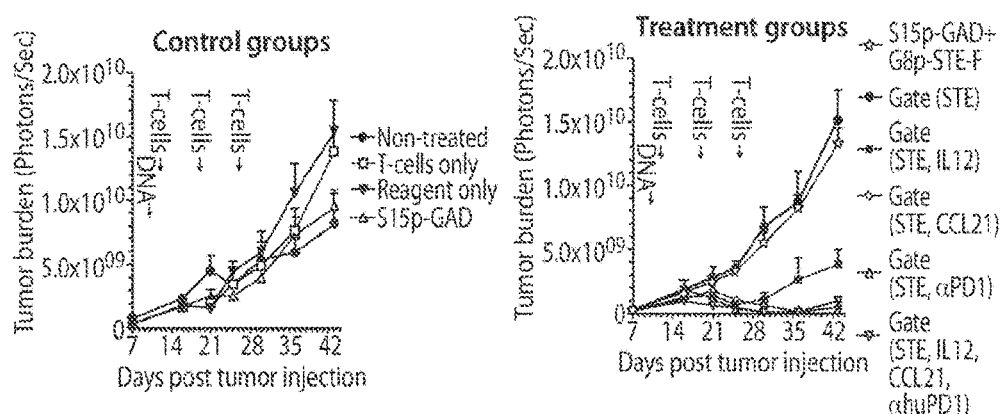 Control groups
Tumor burden (Photons/Sec)
2.0x10^10
1.5x10^10
1.0x10^10
5.0x10^09
0
T-cells→
T-cells→
T-cells→
DNA→
7 14 21 28 35 42
Days post tumor injection
Non-treated
T-cells only
Reagent only
S15p-GAD
Treatment groups
Tumor burden (Photons/Sec)
2.0x10^10
1.5x10^10
1.0x10^10
5.0x10^09
0
T-cells→
T-cells→
T-cells→
DNA→
7 14 21 28 35 42
Days post tumor injection
S15p-GAD+
G8p-STE-F
Gate (STE)
Gate
(STE, IL12)
Gate
(STE, CCL21)
Gate
(STE, αPD1)
Gate
(STE, IL12,
CCL21,
αhuPD1)